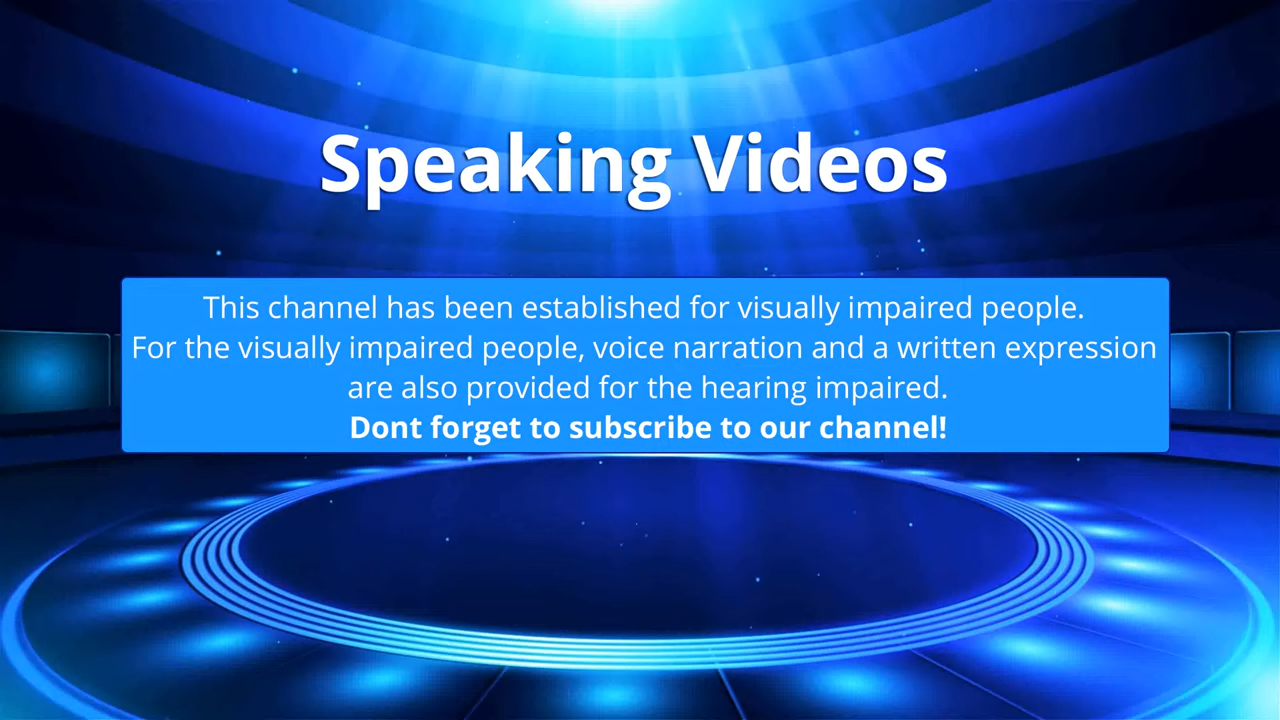 Speaking Videos
This channel has been established for visually impaired people.
For the visually impaired people, voice narration and a written expression
are also provided for the hearing impaired.
Dont forget to subscribe to our channel!